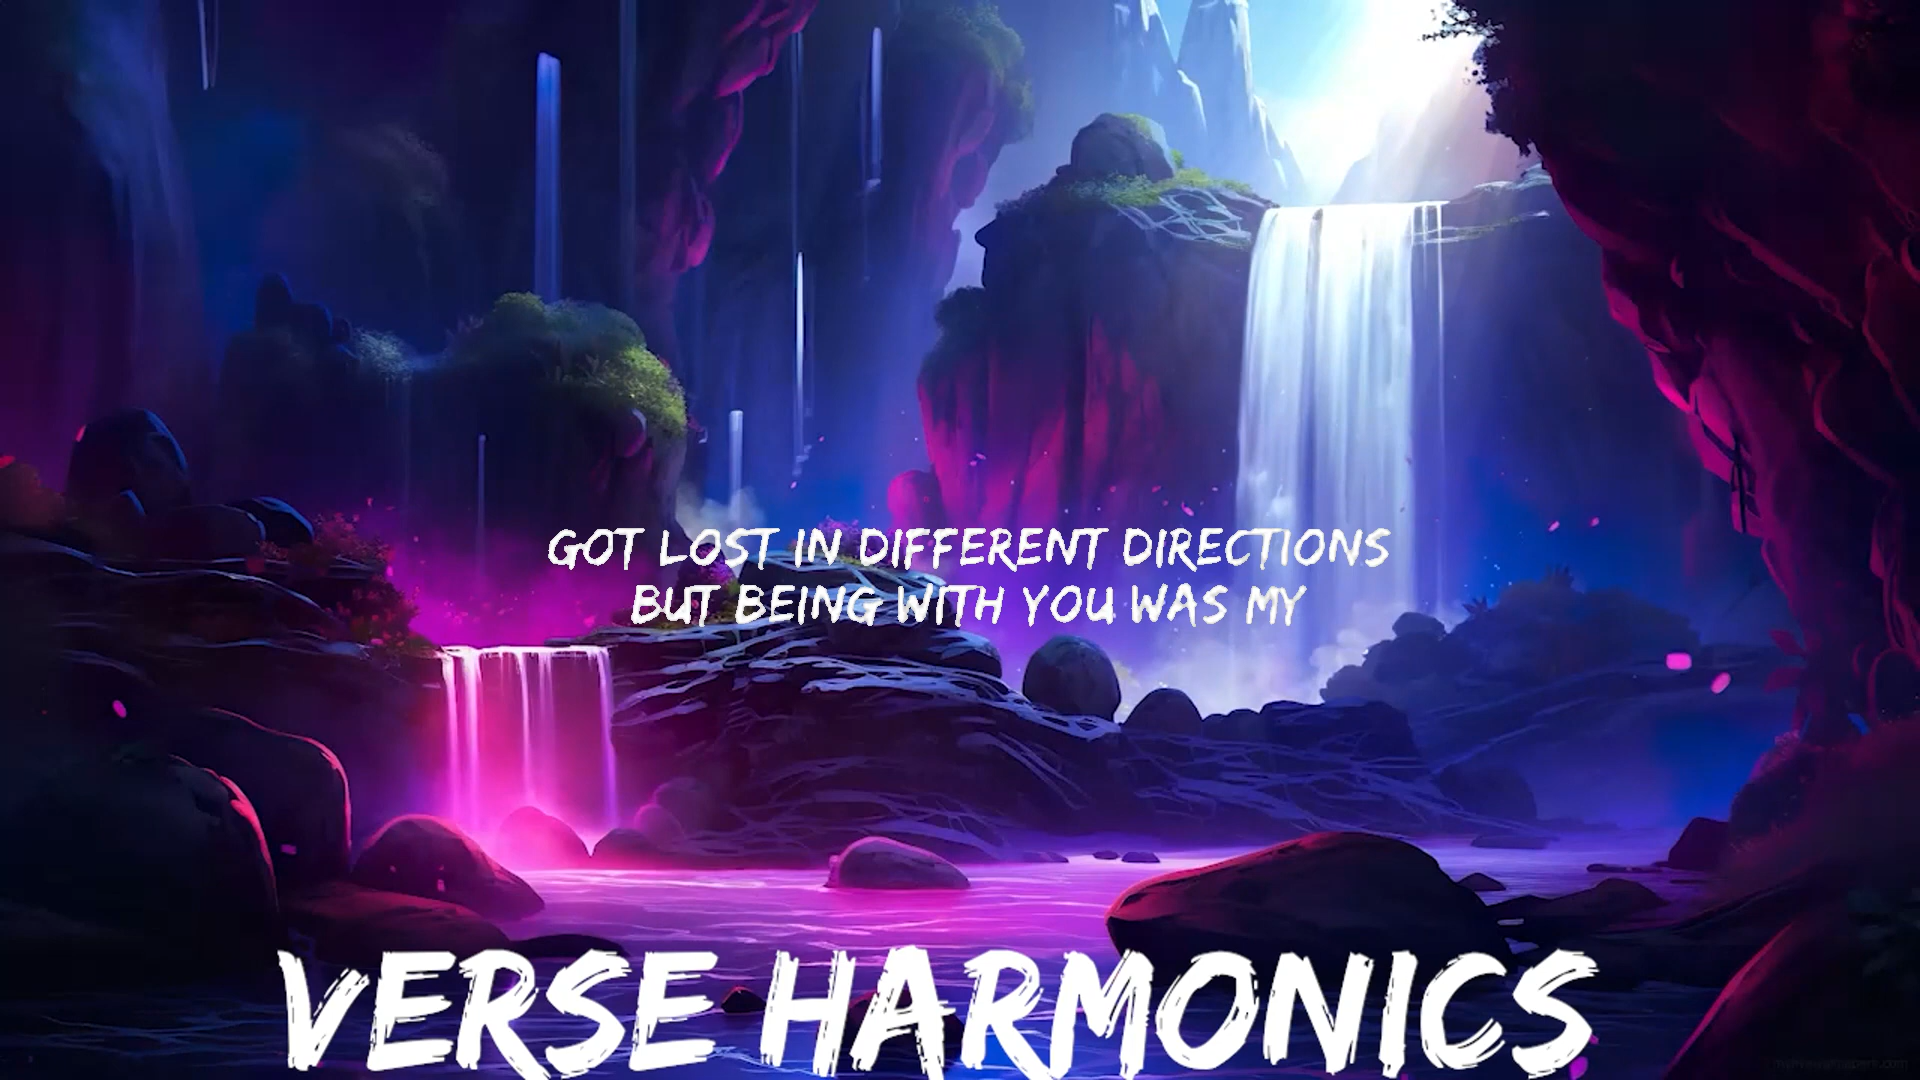 GOT LOST IN DIFFERENT DIRECTIONS
BUT BEING WITH YOU WAS MY
VERSE HARMONICS